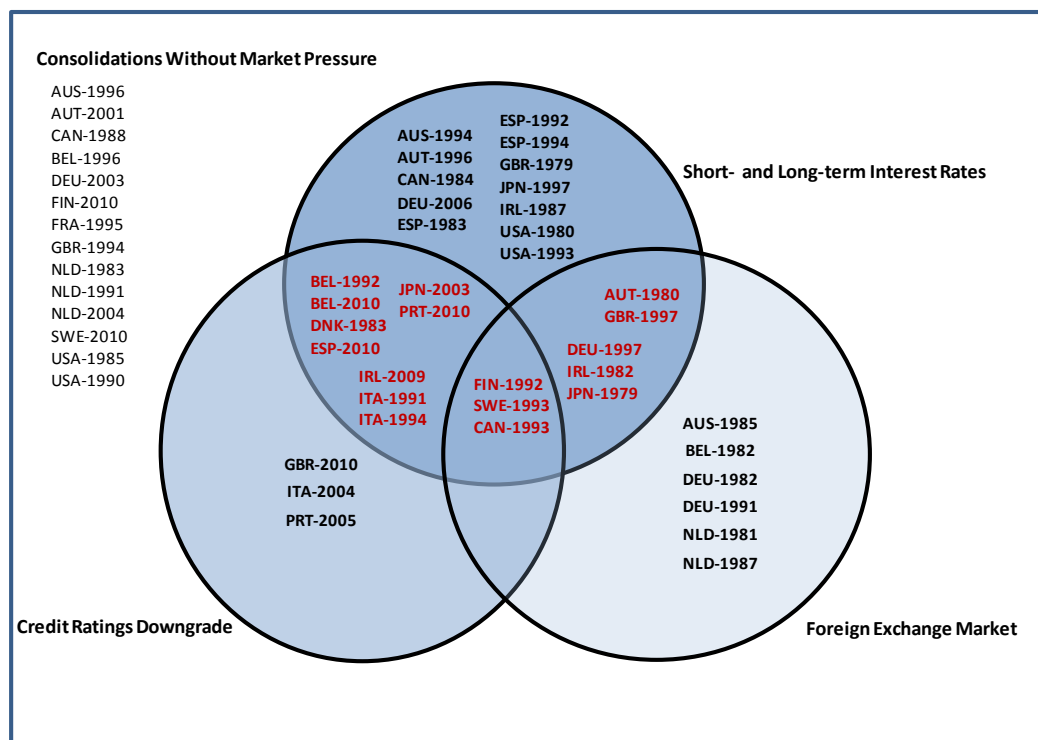 Consolidations Without Market Pressure
AUS-1996
AUT-2001
CAN-1988
BEL-1996
DEU-2003
FIN-2010
FRA-1995
GBR-1994
NLD-1983
NLD-1991
NLD-2004
SWE-2010
USA-1985
USA-1990
AUS-1994
AUT-1996
CAN-1984
DEU-2006
ESP-1983
ESP-1992
ESP-1994
GBR-1979
JPN-1997
IRL-1987
USA-1980
USA-1993
Short- and Long-term Interest Rates
BEL-1992
BEL-2010
DNK-1983
ESP-2010
JPN-2003
PRT-2010
IRL-2009
ITA-1991
ITA-1994
FIN-1992
SWE-1993
CAN-1993
AUT-1980
GBR-1997
DEU-1997
IRL-1982
JPN-1979
GBR-2010
ITA-2004
PRT-2005
AUS-1985
BEL-1982
DEU-1982
DEU-1991
NLD-1981
NLD-1987
Credit Ratings Downgrade
Foreign Exchange Market